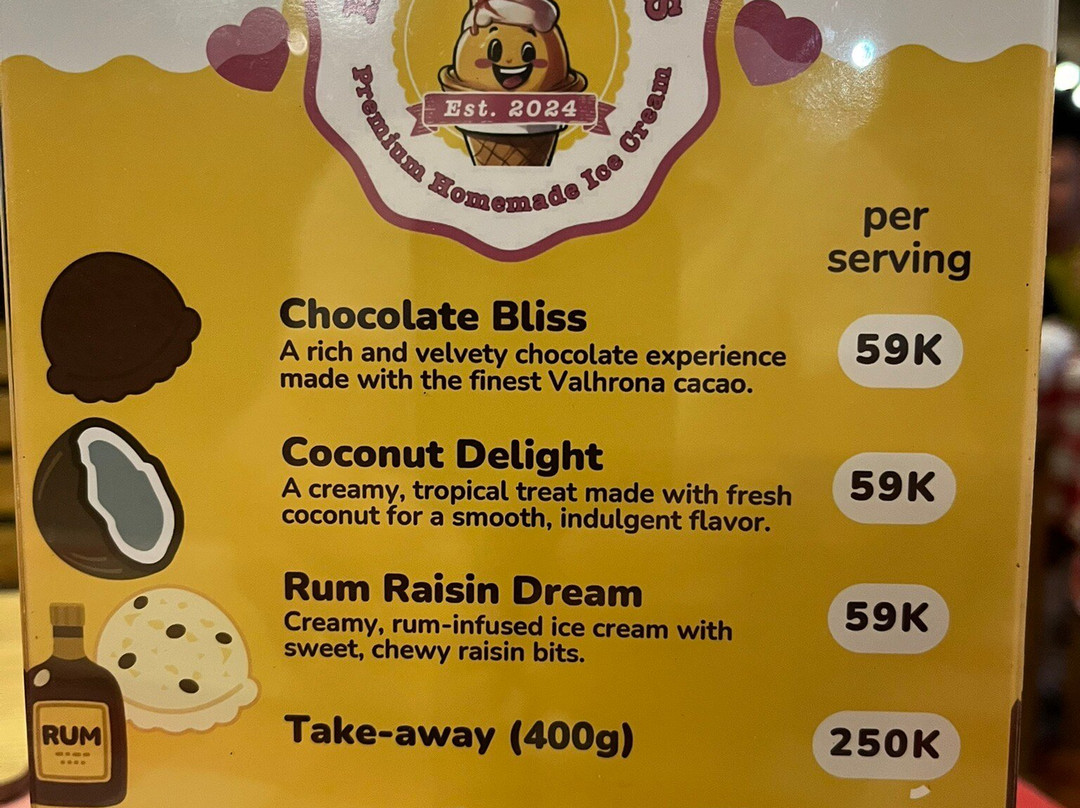 Est. 2024
Premium Homemade Ice Cream
per
serving
Chocolate Bliss
A rich and velvety chocolate experience
made with the finest Valhrona cacao.
59K
Coconut Delight
A creamy, tropical treat made with fresh
coconut for a smooth, indulgent flavor.
59K
Rum Raisin Dream
Creamy, rum-infused ice cream with
sweet, chewy raisin bits.
59K
RUM
Take-away (400g)
250K